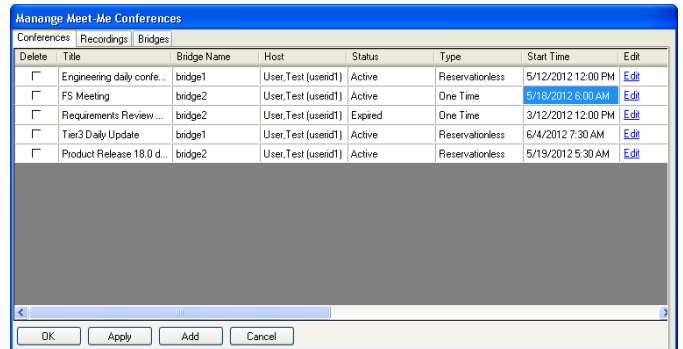 Manange Meet-Me Conferences
Conferences Recordings Bridges
Delete Title Bridge Name Host Status Type Start Time Edit
Engineering daily confe... bridge1 User,Test (userid1) Active Reservationless 5/12/2012 12:00 PM Edit
FS Meeting bridge2 User,Test (userid1) Active One Time 5/18/2012 6:00 AM Edit
Requirements Review ... bridge2 User,Test (userid1) Expired One Time 3/12/2012 12:00 PM Edit
Tier3 Daily Update bridge1 User,Test (userid1) Active Reservationless 6/4/2012 7:30 AM Edit
Product Release 18.0 d... bridge2 User,Test (userid1) Active Reservationless 5/19/2012 5:30 AM Edit
OK Apply Add Cancel